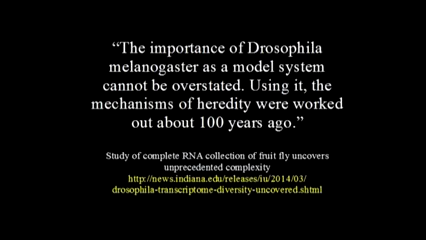 “The importance of Drosophila
melanogaster as a model system
cannot be overstated. Using it, the
mechanisms of heredity were worked
out about 100 years ago.”
Study of complete RNA collection of fruit fly uncovers
unprecedented complexity
http://news.indiana.edu/releases/iu/2014/03/
drosophila-transcriptome-diversity-uncovered.shtml